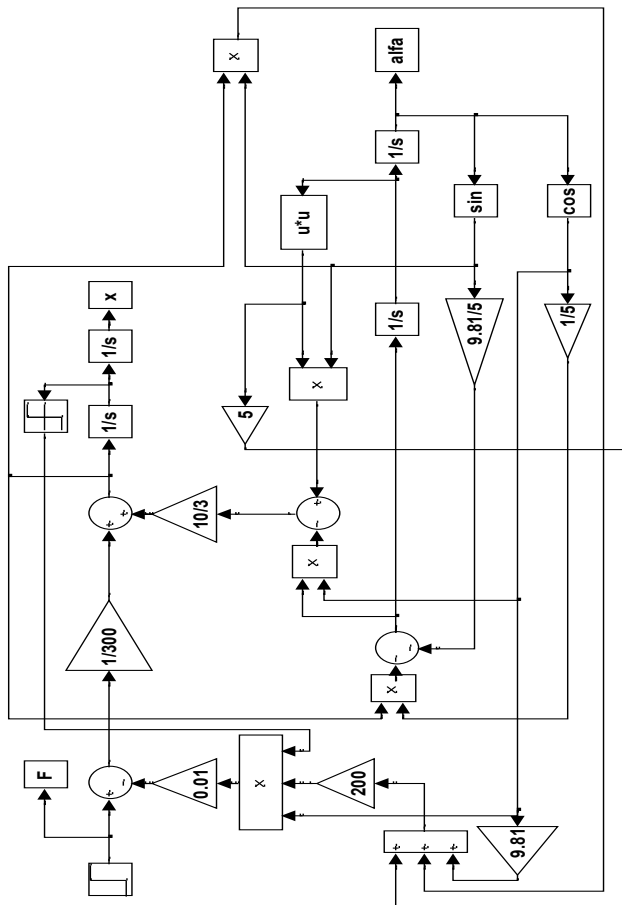 x
alfa
1/s
u*u
sin
cos
x
1/s
1/s
9.81/5
1/5
x
1/s
5
+
+
10/3
+
-
x
1/300
-
-
x
F
+
-
0.01
x
200
+
+
+
9.81